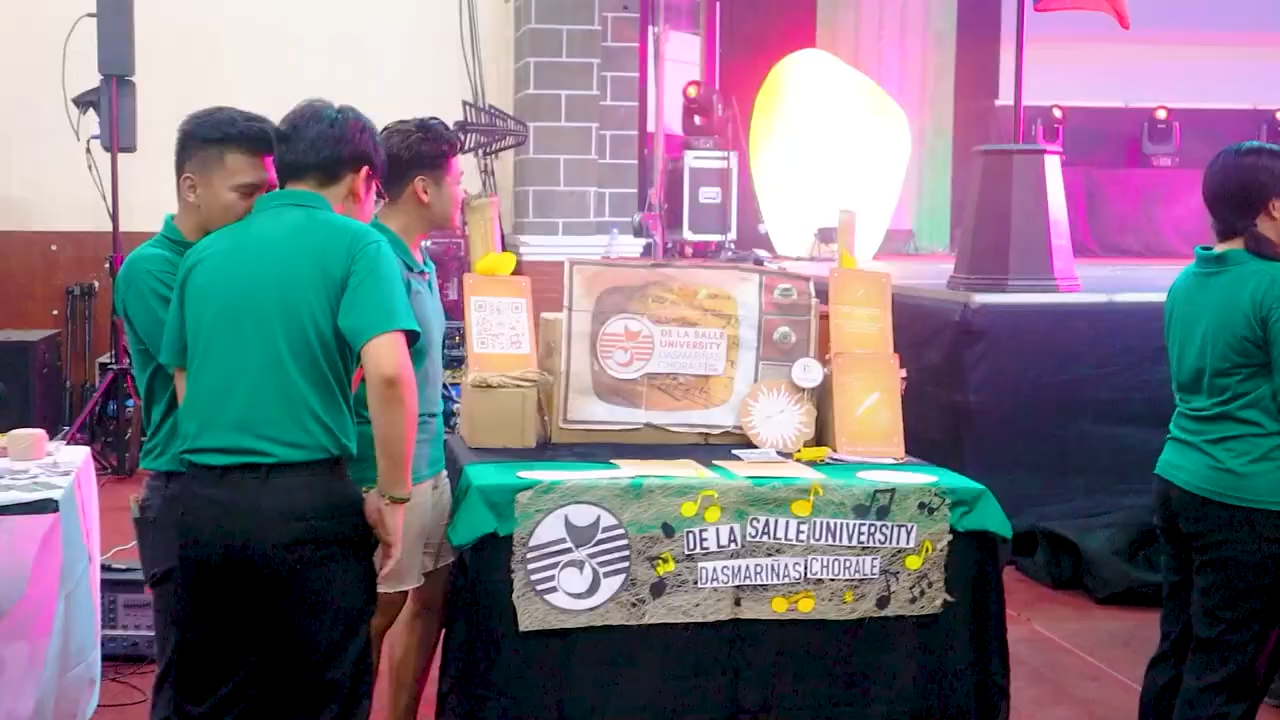 DE LA SALLE
UNIVERSITY
DASMARIÑAS
CHORALE
DE LA SALLE UNIVERSITY
DASMARIÑAS CHORALE